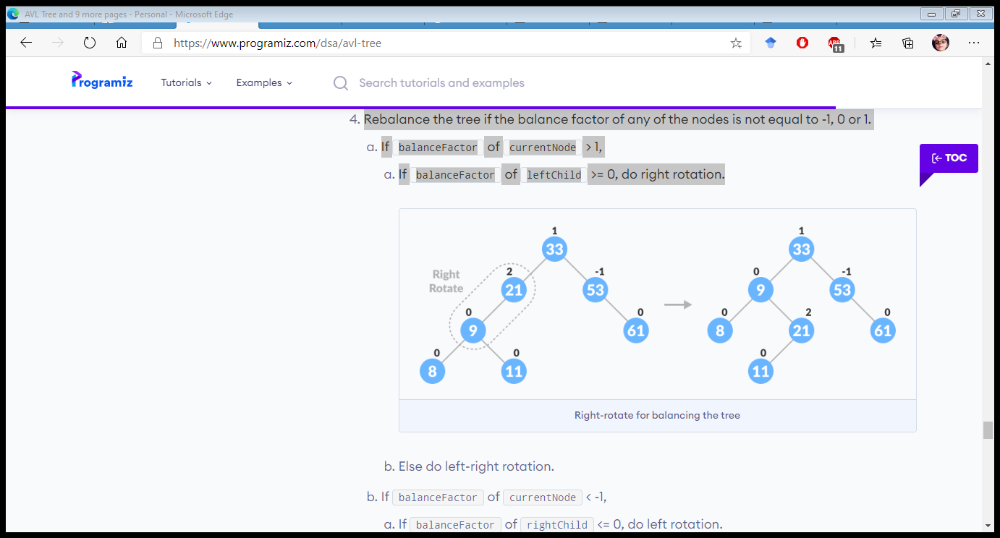 AVL Tree and 9 more pages - Personal - Microsoft Edge
https://www.programiz.com/dsa/avl-tree
ABP
11
Programiz
Tutorials
Examples
Search tutorials and examples
4. Rebalance the tree if the balance factor of any of the nodes is not equal to -1, 0 or 1.
a. If balanceFactor of currentNode > 1,
TOC
a. If balanceFactor of leftChild >= 0, do right rotation.
1
1
33
33
Right
Rotate
2
-1
0
-1
21
53
9
53
0
0
0
2
0
9
61
8
21
61
0
0
0
8
11
11
Right-rotate for balancing the tree
b. Else do left-right rotation.
b. If balanceFactor of currentNode < -1,
a. If balanceFactor of rightChild <= 0, do left rotation.